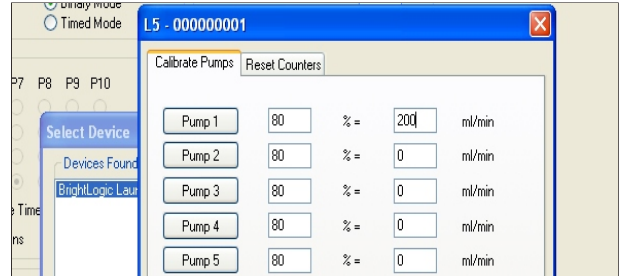 Binary Mode
Timed Mode
L5 - 000000001
Calibrate Pumps Reset Counters
P7 P8 P9 P10
Pump 1 80 % = 200 ml/min
Select Device
Pump 2 80 % = 0 ml/min
Devices Found
BrightLogic Laun
Pump 3 80 % = 0 ml/min
e Time
Pump 4 80 % = 0 ml/min
ns
Pump 5 80 % = 0 ml/min